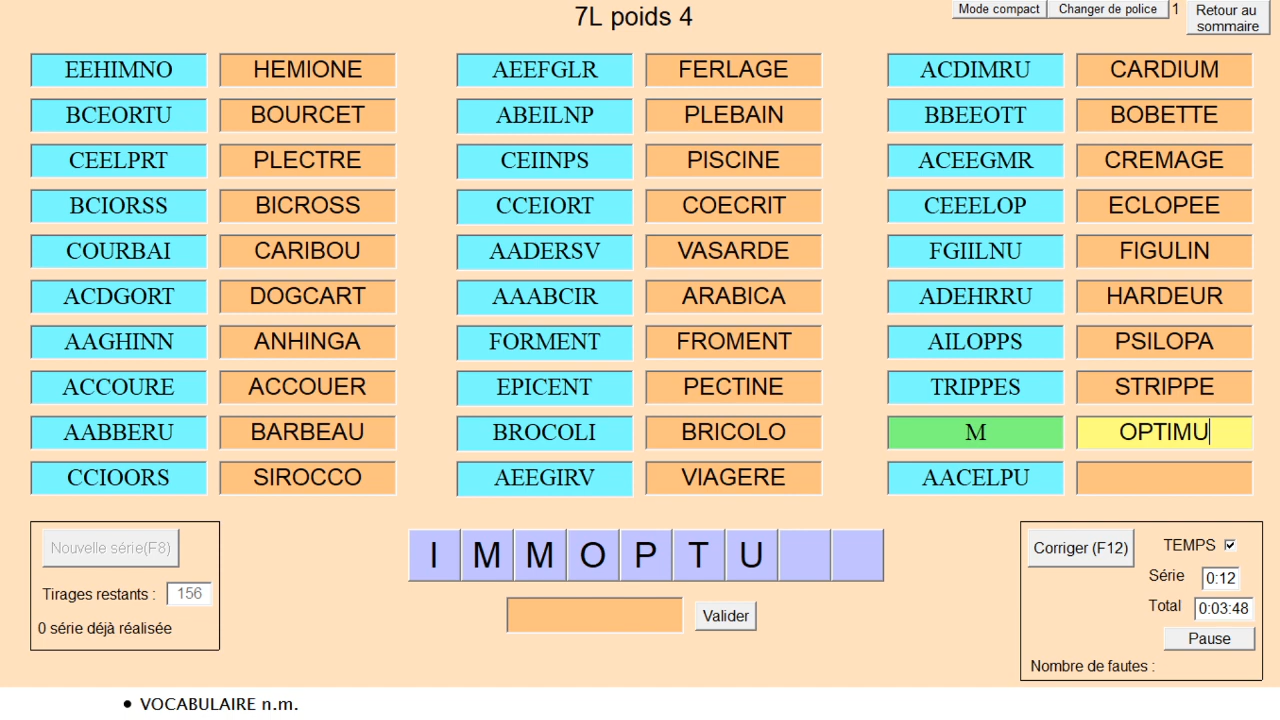 7L poids 4
Mode compact Changer de police 1 Retour au
sommaire
EEHIMNO HEMIONE AEEFGLR FERLAGE ACDIMRU CARDIUM
BCEORTU BOURCET ABEILNP PLEBAIN BBEEOTT BOBETTE
CEELPRT PLECTRE CEIINPS PISCINE ACEEGMR CREMAGE
BCIORSS BICROSS CCEIORT COECRIT CEEELOP ECLOPEE
COURBAI CARIBOU AADERSV VASARDE FGIILNU FIGULIN
ACDGORT DOGCART AAABCIR ARABICA ADEHRRU HARDEUR
AAGHINN ANHINGA FORMENT FROMENT AILOPPS PSILOPA
ACCOURE ACCOUER EPICENT PECTINE TRIPPES STRIPPE
AABBERU BARBEAU BROCOLI BRICOLO M OPTIMU
CCIOORS SIROCCO AEEGIRV VIAGERE AACELPU
Nouvelle série(F8)
Tirages restants : 156
0 série déjà réalisée
I M M O P T U
Valider
Corriger (F12) TEMPS
Série 0:12
Total 0:03:48
Pause
Nombre de fautes :
• VOCABULAIRE n.m.